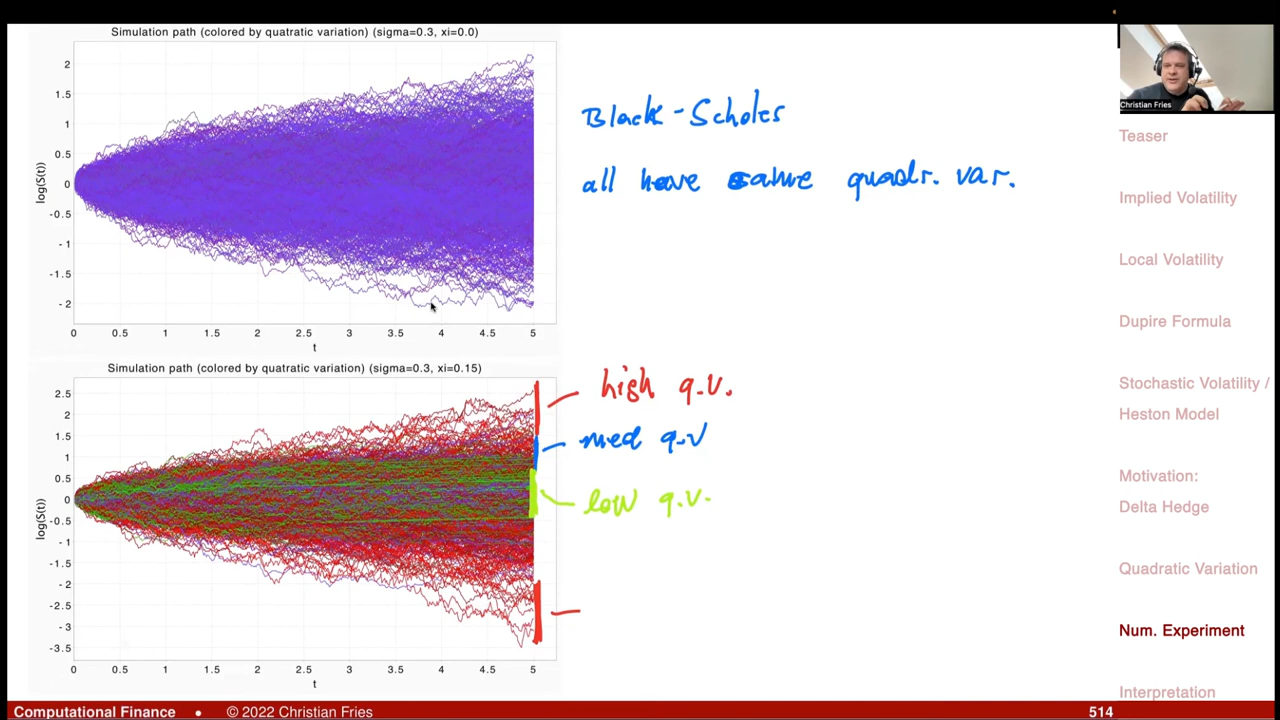 Simulation path (colored by quatratic variation) (sigma=0.3, xi=0.0)
2
1.5
1
0.5
0
-0.5
-1
-1.5
-2
log(S(t))
0 0.5 1 1.5 2 2.5 3 3.5 4 4.5 5
t
Black-Scholes
all have same quadr. var.
Simulation path (colored by quatratic variation) (sigma=0.3, xi=0.15)
2.5
2
1.5
1
0.5
0
-0.5
-1
-1.5
-2
-2.5
-3
-3.5
log(S(t))
0 0.5 1 1.5 2 2.5 3 3.5 4 4.5 5
t
high q.v.
med q.v
low q.v.
Christian Fries
Teaser
Implied Volatility
Local Volatility
Dupire Formula
Stochastic Volatility /
Heston Model
Motivation:
Delta Hedge
Quadratic Variation
Num. Experiment
Interpretation
Computational Finance • © 2022 Christian Fries 514